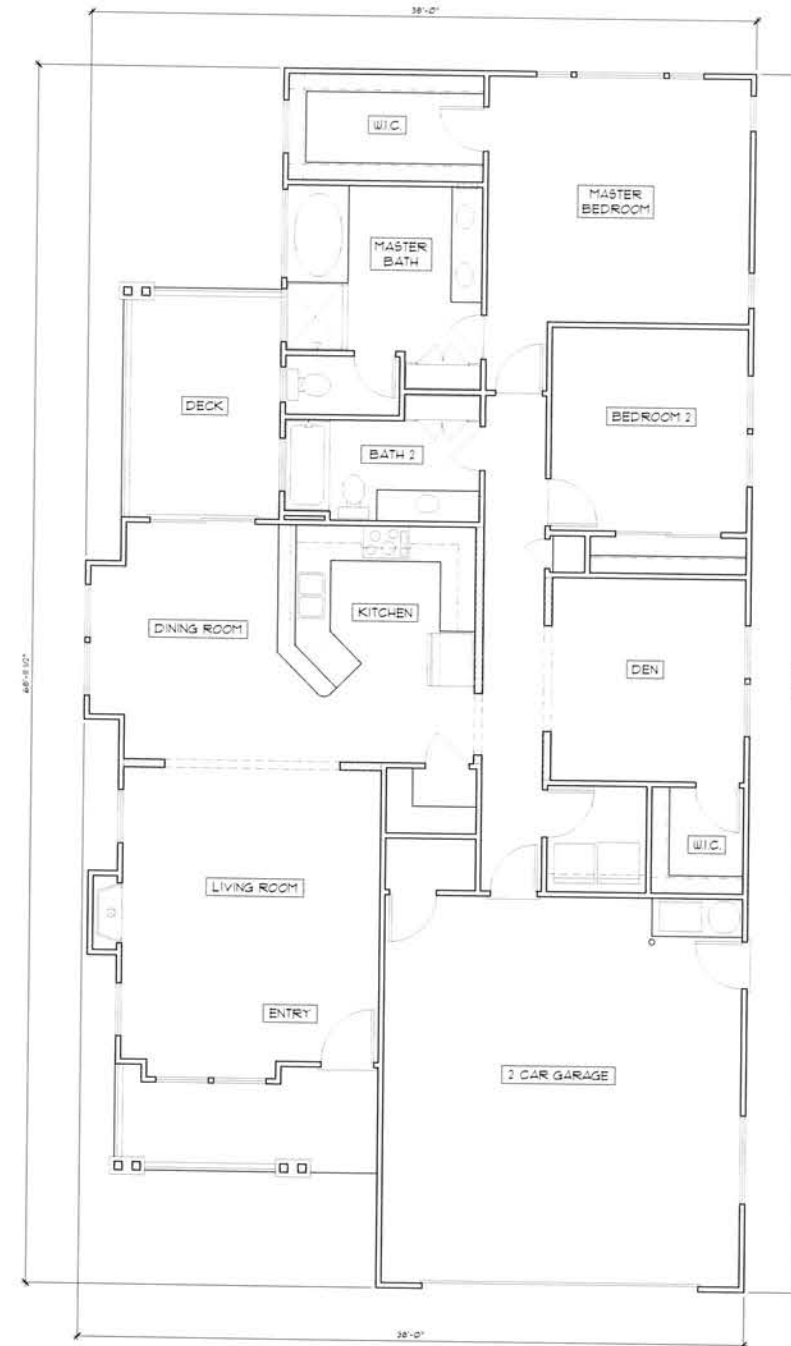 38'-0"
W.I.C.
MASTER
BEDROOM
MASTER
BATH
DECK
BEDROOM 2
BATH 2
KITCHEN
DINING ROOM
DEN
W.I.C.
LIVING ROOM
ENTRY
2 CAR GARAGE
38'-0"